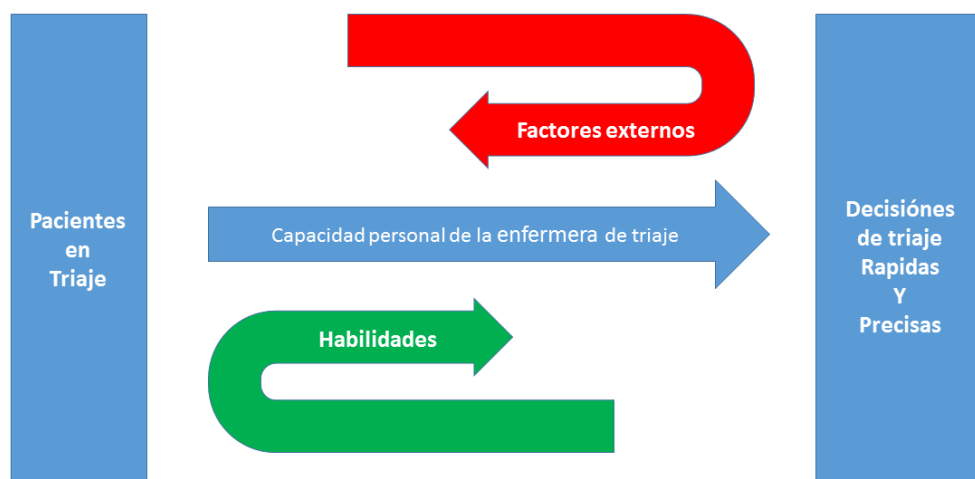 Pacientes
en
Triaje
Factores externos
Capacidad personal de la enfermera de triaje
Habilidades
Decisiónes
de triaje
Rapidas
Y
Precisas